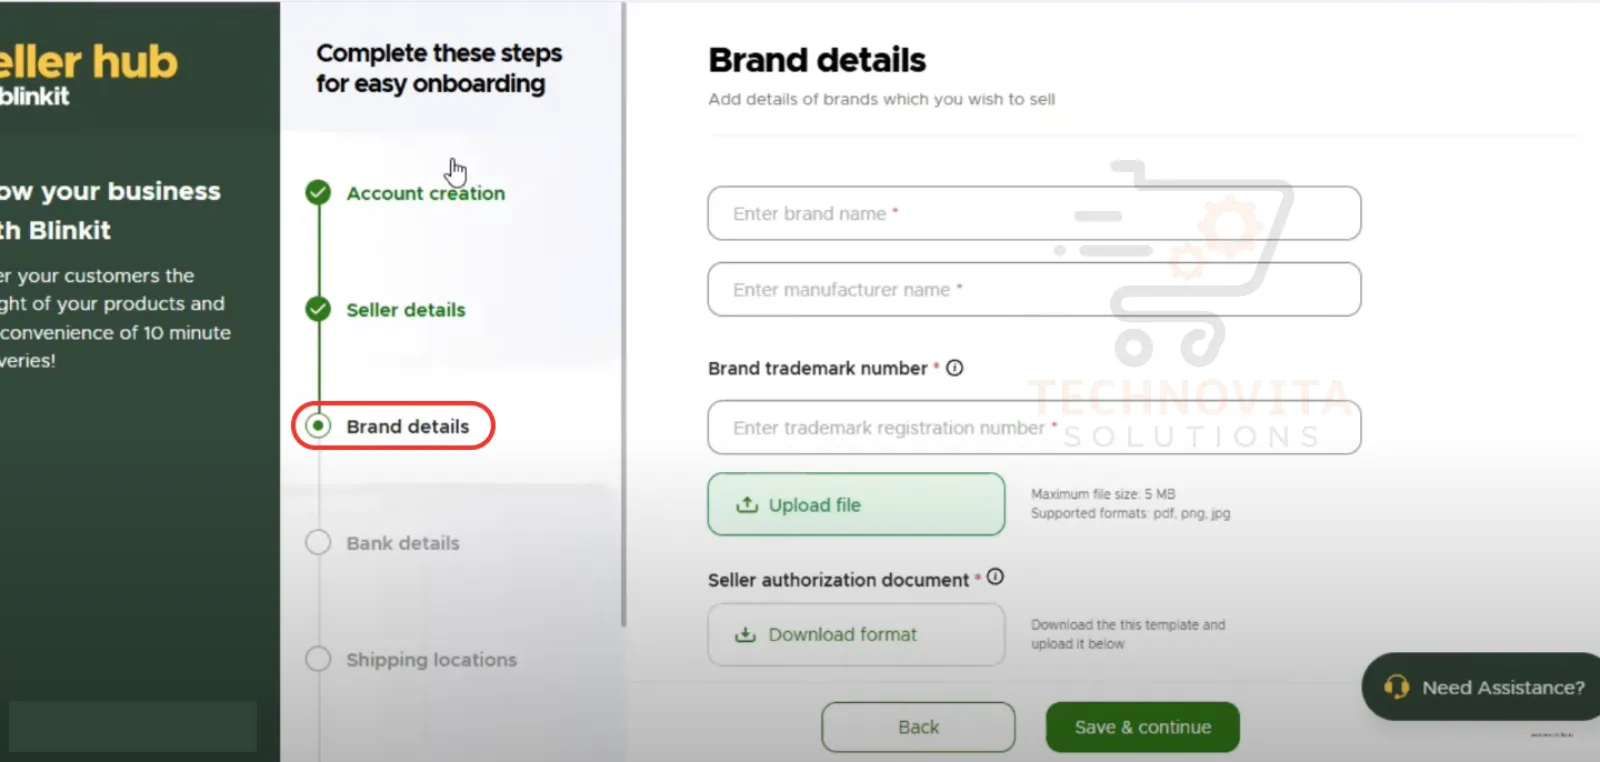 eller hub
blinkit
ow your business
th Blinkit
er your customers the
ght of your products and
convenience of 10 minute
veries!
Complete these steps
for easy onboarding
Account creation
Seller details
Brand details
Bank details
Shipping locations
Brand details
Add details of brands which you wish to sell
Enter brand name *
Enter manufacturer name *
Brand trademark number *
Enter trademark registration number *
TECHNOVITA
SOLUTIONS
Upload file
Maximum file size: 5 MB
Supported formats: pdf, png, jpg
Seller authorization document *
Download format
Download the this template and
upload it below
Back
Save & continue
Need Assistance?